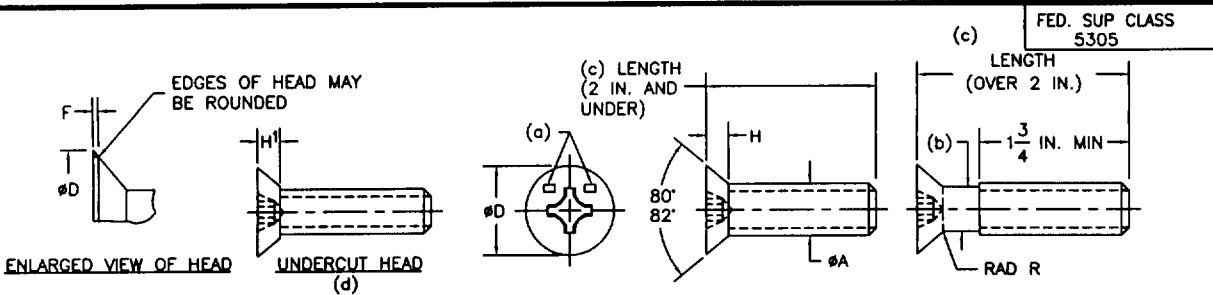 FED. SUP CLASS
5305
(c)
LENGTH
(OVER 2 IN.)
(c) LENGTH
(2 IN. AND
UNDER)
EDGES OF HEAD MAY
BE ROUNDED
F
H¹
(a)
H
(b)
1 3/4 IN. MIN
øD
øD
80°
82°
øA
RAD R
ENLARGED VIEW OF HEAD
UNDERCUT HEAD
(d)